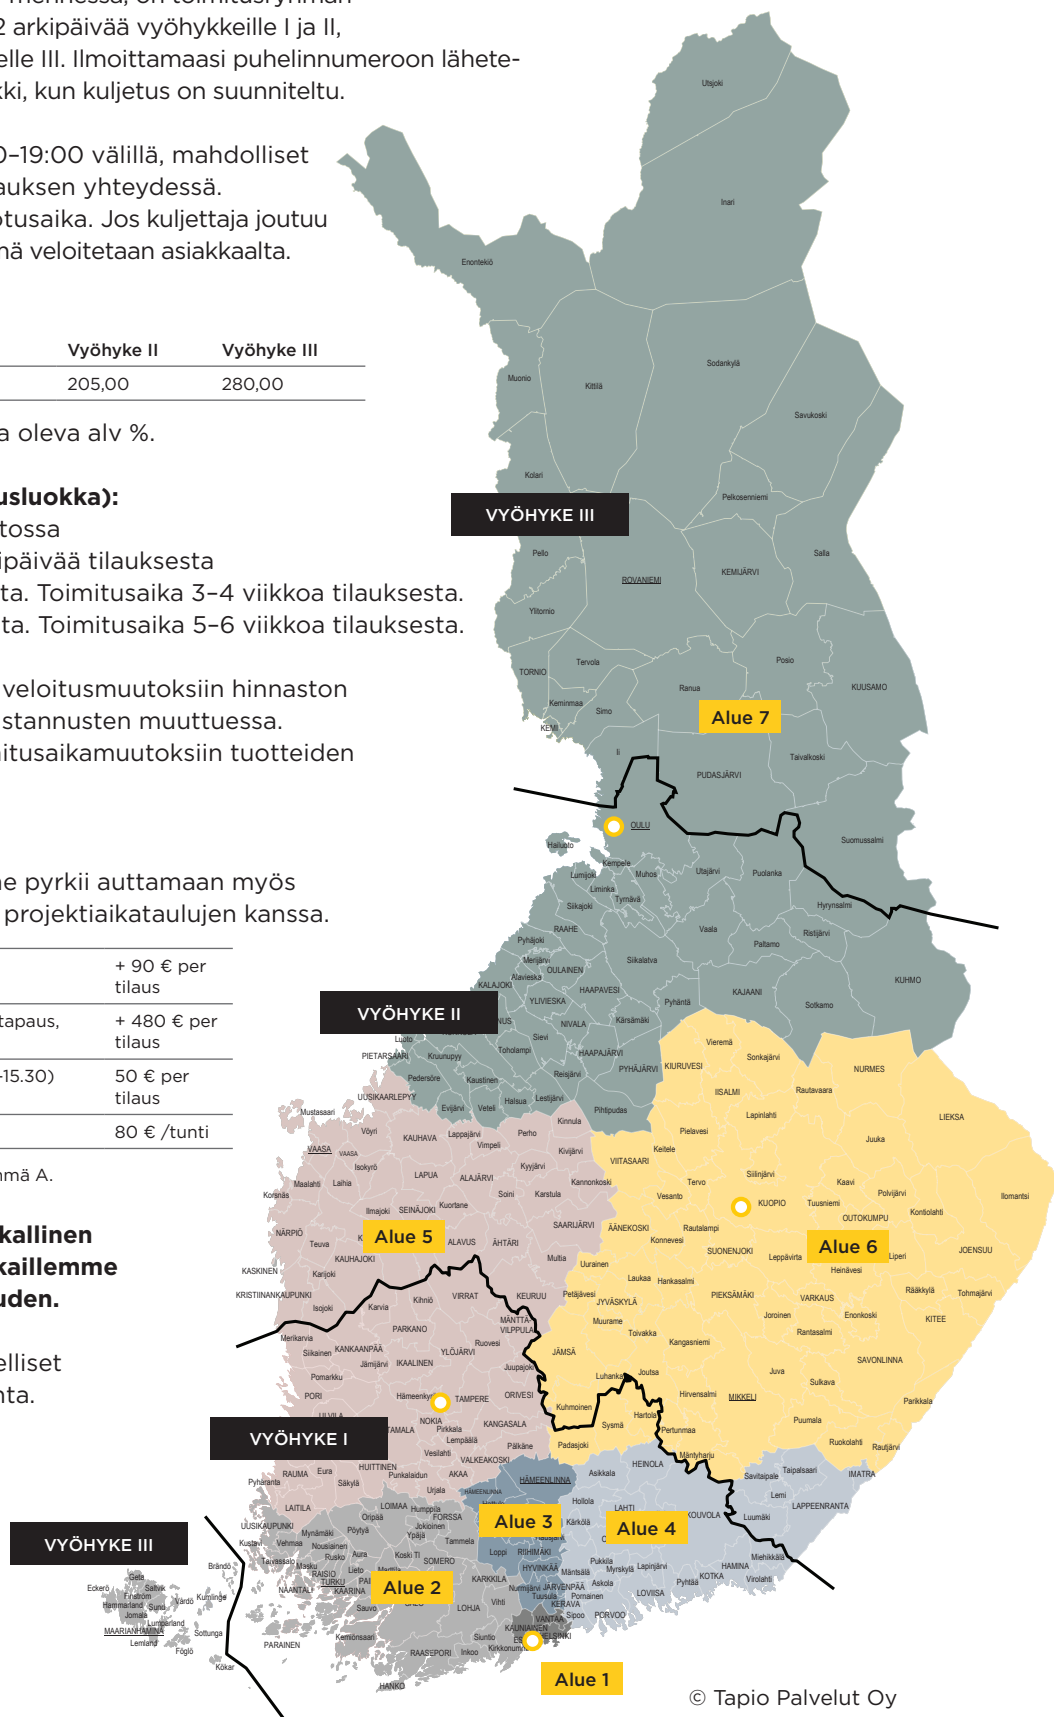 mennessä, on toimitusryhmän
2 arkipäivää vyöhykkeille I ja II,
elle III. Ilmoittamaasi puhelinnumeroon lähete-
kki, kun kuljetus on suunniteltu.
0–19:00 välillä, mahdolliset
auksen yhteydessä.
otusaika. Jos kuljettaja joutuu
mä veloitetaan asiakkaalta.
Vyöhyke II Vyöhyke III
205,00 280,00
a oleva alv %.
usluokka):
tossa
ipäivää tilauksesta
ta. Toimitusaika 3–4 viikkoa tilauksesta.
ta. Toimitusaika 5–6 viikkoa tilauksesta.
veloitusmuutoksiin hinnaston
stannusten muuttuessa.
nitusaikamuutoksiin tuotteiden
ne pyrkii auttamaan myös
projektiaikataulujen kanssa.
+ 90 € per
tilaus
tapaus, + 480 € per
tilaus
–15.30) 50 € per
tilaus
80 € /tunti
nmä A.
kallinen
kaillemme
uden.
elliset
nta.
Utsjoki
Inari
Enontekiö
Muonio
Kittilä
Sodankylä
Savukoski
Kolari
Pelkosenniemi
VYÖHYKE III
Pello
ROVANIEMI
KEMIJÄRVI
Salla
Ylitornio
TORNIO
Tervola
Posio
Ranua
KUUSAMO
Keminmaa
Simo
Alue 7
KEMI
Ii
Taivalkoski
PUDASJÄRVI
OULU
Suomussalmi
Hailuoto
Kempele
Lumijoki
Muhos
Utajärvi
Puolanka
Liminka
Tyrnävä
Siikajoki
Hyrynsalmi
RAAHE
Vaala
Ristijärvi
Pyhäjoki
Paltamo
Merijärvi
Siikalatva
OULAINEN
Alavieska
KALAJOKI
HAAPAVESI
KAJAANI
KUHMO
YLIVIESKA
Pyhäntä
Sotkamo
VYÖHYKE II
NIVALA
Kärsämäki
Sievi
Luoto
Toholampi
HAAPAJÄRVI
Vieremä
PIETARSAARI
Kruunupyy
PYHÄJÄRVI
KIURUVESI
Sonkajärvi
NURMES
Pedersöre
Kaustinen
Reisjärvi
IISALMI
Rautavaara
UUSIKAARLEPYY
Evijärvi
Veteli
Halsua
Lestijärvi
Pihtipudas
Lapinlahti
LIEKSA
Mustasaari
Kinnula
Vöyri
KAUHAVA
Lappajärvi
Perho
Pielavesi
Juuka
VAASA
VAASA
Vimpeli
Kivijärvi
Keitele
Isokyrö
LAPUA
ALAJÄRVI
Kyyjärvi
VIITASAARI
Maalahti
Laihia
Kannonkoski
Tervo
Siilinjärvi
Kaavi
Korsnäs
Soini
Karstula
Vesanto
Polvijärvi
Ilomantsi
Ilmajoki
SEINÄJOKI
Kuortane
KUOPIO
Tuusniemi
Kontiolahti
NÄRPIÖ
SAARIJÄRVI
ÄÄNEKOSKI
Rautalampi
OUTOKUMPU
Teuva
Alue 5
ALAVUS
ÄHTÄRI
Konnevesi
SUONENJOKI
Alue 6
JOENSUU
KAUHAJOKI
Multia
Uurainen
Leppävirta
Liperi
KASKINEN
Karijoki
Laukaa
Hankasalmi
Heinävesi
KRISTIINANKAUPUNKI
VIRRAT
KEURUU
Petäjävesi
PIEKSÄMÄKI
VARKAUS
Rääkkylä
Tohmajärvi
Isojoki
Karvia
Kihniö
JYVÄSKYLÄ
Joroinen
Enonkoski
KITEE
Merikarvia
PARKANO
MÄNTTÄ-
VILPPULA
Muurame
Toivakka
Rantasalmi
Siikainen
KANKAANPÄÄ
YLÖJÄRVI
Ruovesi
JÄMSÄ
Kangasniemi
Jämijärvi
IKAALINEN
Juupajoki
Luhanka
Joutsa
Juva
SAVONLINNA
Pomarkku
Sulkava
PORI
Hämeenkyrö
TAMPERE
ORIVESI
Hirvensalmi
MIKKELI
Parikkala
Kuhmoinen
Hartola
ULVILA
NOKIA
KANGASALA
Sysmä
Pertunmaa
Puumala
VYÖHYKE I
TAMALA
Pirkkala
Lempäälä
Pälkäne
Padasjoki
Ruokolahti
Rautjärvi
Vesilahti
VALKEAKOSKI
Mäntyharju
HUITTINEN
HEINOLA
RAUMA
Eura
Punkalaidun
AKAA
HÄMEENLINNA
Asikkala
Savitaipale
Taipalsaari
IMATRA
Pyhäranta
Säkylä
Urjala
HÄMEENLINNA
Lemi
LAITILA
LOIMAA
Humppila
Hollola
LAHTI
LAPPEENRANTA
Oripää
FORSSA
Alue 3
Kärkölä
Alue 4
KOUVOLA
Luumäki
UUSIKAUPUNKI
Mynämäki
Pöytyä
Jokioinen
Ypäjä
Tammela
Kustavi
Vehmaa
Nousiainen
Loppi
RIIHIMÄKI
Miehikkälä
VYÖHYKE III
Taivassalo
Rusko
Aura
Koski Tl
SOMERO
Pukkila
Brändö
Masku
Lieto
HYVINKÄÄ
Mäntsälä
Myrskylä
Lapinjärvi
HAMINA
Geta
RAISIO
KARKKILA
KOTKA
Virolahti
Eckerö
Saltvik
TURKU
Alue 2
Nurmijärvi
JÄRVENPÄÄ
Askola
Pyhtää
Finström
NAANTALI
KAARINA
Tuusula
Pornainen
LOVIISA
Hammarland
Sund
Vårdö
Kumlinge
Sauvo
LOHJA
Vihti
KERAVA
Jomala
VANTAA
Sipoo
PORVOO
Lumparland
KAUNIAINEN
MAARIANHAMINA
Sottunga
Kemiönsaari
Siuntio
HELSINKI
Lemland
PARAINEN
RAASEPORI
Inkoo
Kirkkonummi
Föglö
Kökar
HANKO
Alue 1
© Tapio Palvelut Oy